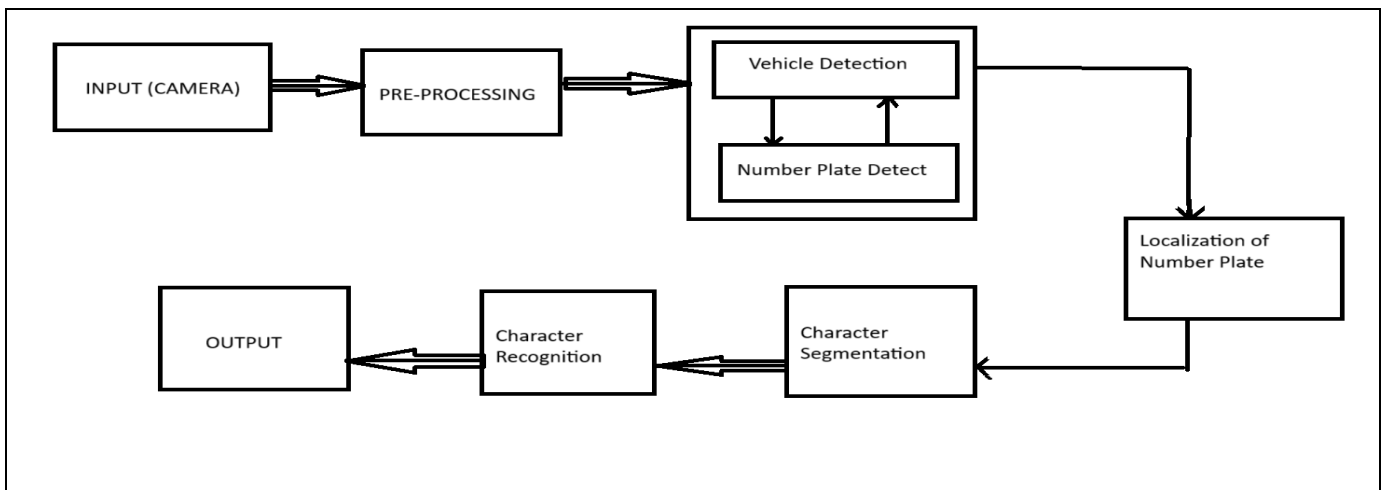 INPUT (CAMERA)
PRE-PROCESSING
Vehicle Detection
Number Plate Detect
Localization of
Number Plate
Character
Segmentation
Character
Recognition
OUTPUT